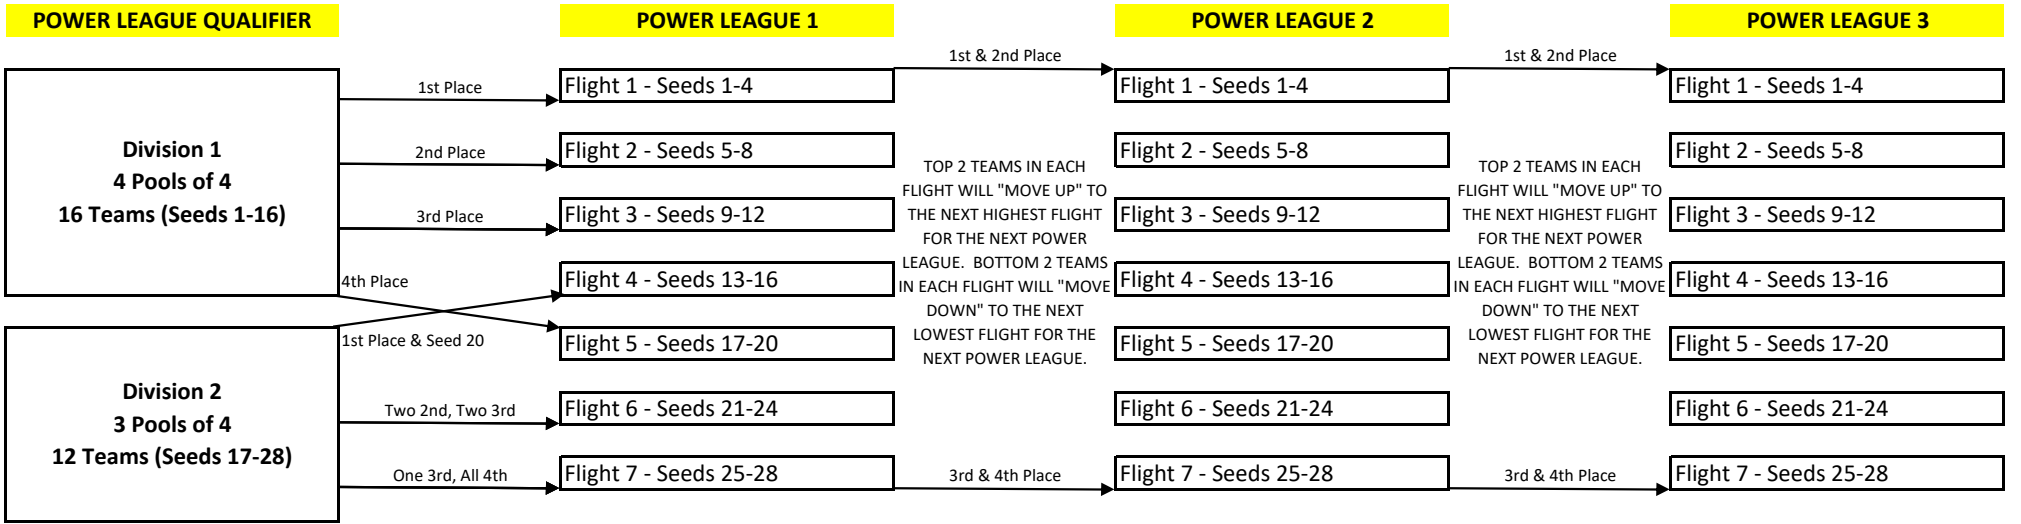 POWER LEAGUE QUALIFIER
POWER LEAGUE 1
POWER LEAGUE 2
POWER LEAGUE 3
Division 1
4 Pools of 4
16 Teams (Seeds 1-16)
Division 2
3 Pools of 4
12 Teams (Seeds 17-28)
1st Place
2nd Place
3rd Place
4th Place
1st Place & Seed 20
Two 2nd, Two 3rd
One 3rd, All 4th
Flight 1 - Seeds 1-4
Flight 2 - Seeds 5-8
Flight 3 - Seeds 9-12
Flight 4 - Seeds 13-16
Flight 5 - Seeds 17-20
Flight 6 - Seeds 21-24
Flight 7 - Seeds 25-28
1st & 2nd Place
TOP 2 TEAMS IN EACH
FLIGHT WILL "MOVE UP" TO
THE NEXT HIGHEST FLIGHT
FOR THE NEXT POWER
LEAGUE.  BOTTOM 2 TEAMS
IN EACH FLIGHT WILL "MOVE
DOWN" TO THE NEXT
LOWEST FLIGHT FOR THE
NEXT POWER LEAGUE.
3rd & 4th Place
Flight 1 - Seeds 1-4
Flight 2 - Seeds 5-8
Flight 3 - Seeds 9-12
Flight 4 - Seeds 13-16
Flight 5 - Seeds 17-20
Flight 6 - Seeds 21-24
Flight 7 - Seeds 25-28
1st & 2nd Place
TOP 2 TEAMS IN EACH
FLIGHT WILL "MOVE UP" TO
THE NEXT HIGHEST FLIGHT
FOR THE NEXT POWER
LEAGUE.  BOTTOM 2 TEAMS
IN EACH FLIGHT WILL "MOVE
DOWN" TO THE NEXT
LOWEST FLIGHT FOR THE
NEXT POWER LEAGUE.
3rd & 4th Place
Flight 1 - Seeds 1-4
Flight 2 - Seeds 5-8
Flight 3 - Seeds 9-12
Flight 4 - Seeds 13-16
Flight 5 - Seeds 17-20
Flight 6 - Seeds 21-24
Flight 7 - Seeds 25-28